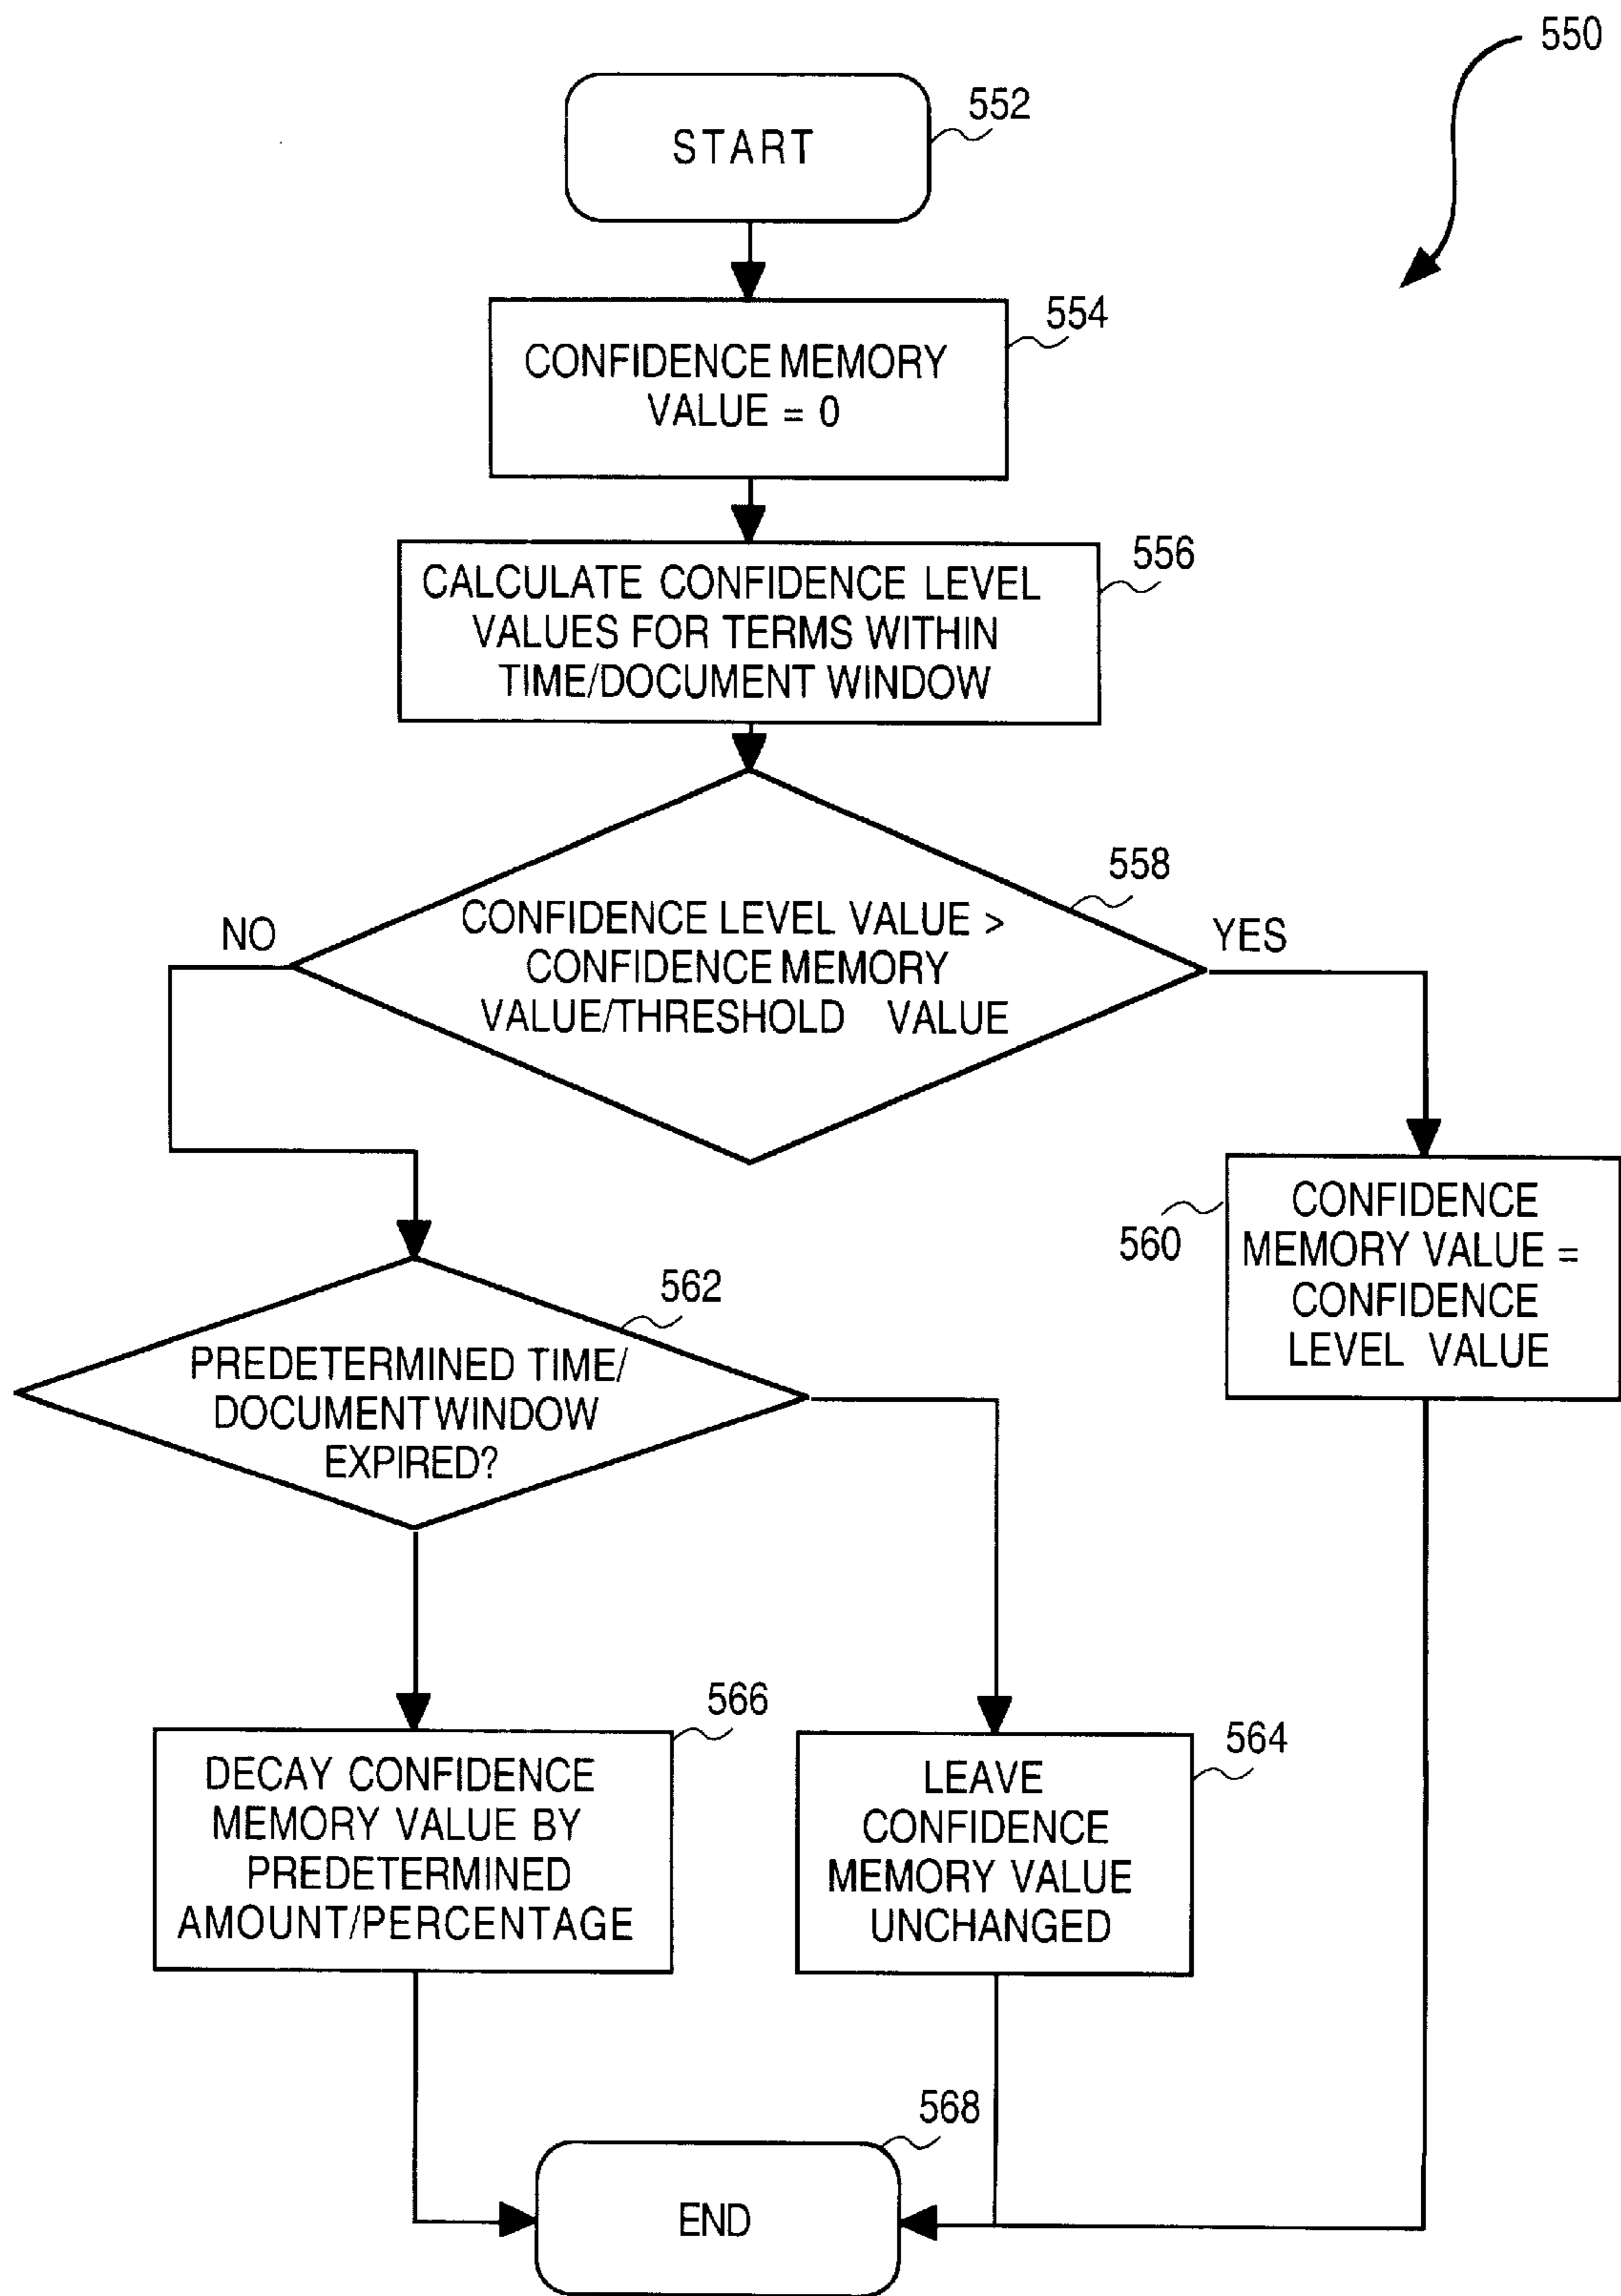 550
552
START
554
CONFIDENCE MEMORY
VALUE = 0
556
CALCULATE CONFIDENCE LEVEL
VALUES FOR TERMS WITHIN
TIME/DOCUMENT WINDOW
558
NO
CONFIDENCE LEVEL VALUE >
CONFIDENCE MEMORY
VALUE/THRESHOLD VALUE
YES
560
CONFIDENCE
MEMORY VALUE =
CONFIDENCE
LEVEL VALUE
562
PREDETERMINED TIME/
DOCUMENT WINDOW
EXPIRED?
566
DECAY CONFIDENCE
MEMORY VALUE BY
PREDETERMINED
AMOUNT/PERCENTAGE
564
LEAVE
CONFIDENCE
MEMORY VALUE
UNCHANGED
568
END